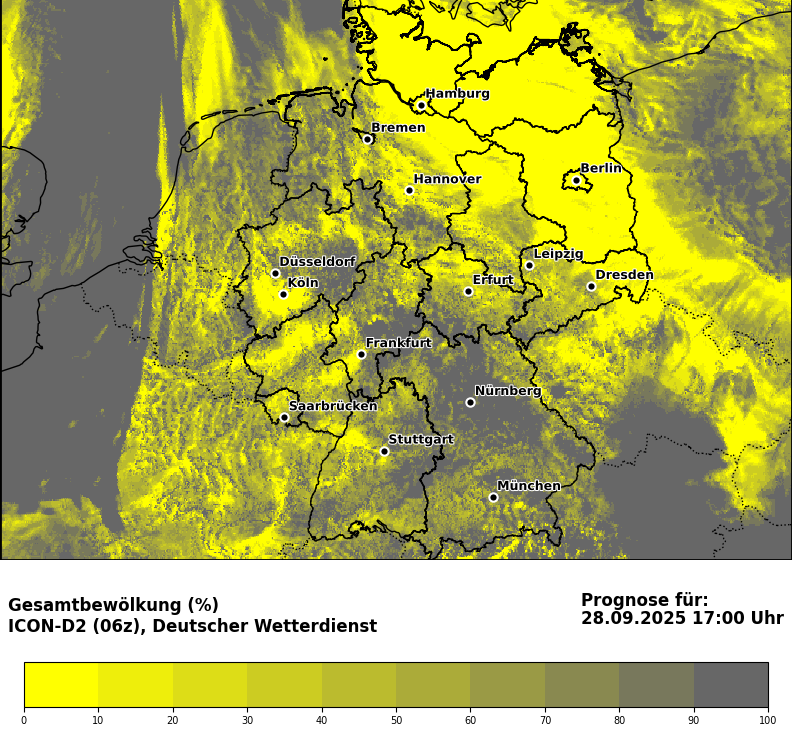 Hamburg
Bremen
Berlin
Hannover
Leipzig
Düsseldorf
Dresden
Köln
Erfurt
Frankfurt
Nürnberg
Saarbrücken
Stuttgart
München
Gesamtbewölkung (%)
ICON-D2 (06z), Deutscher Wetterdienst
Prognose für:
28.09.2025 17:00 Uhr
0 10 20 30 40 50 60 70 80 90 100